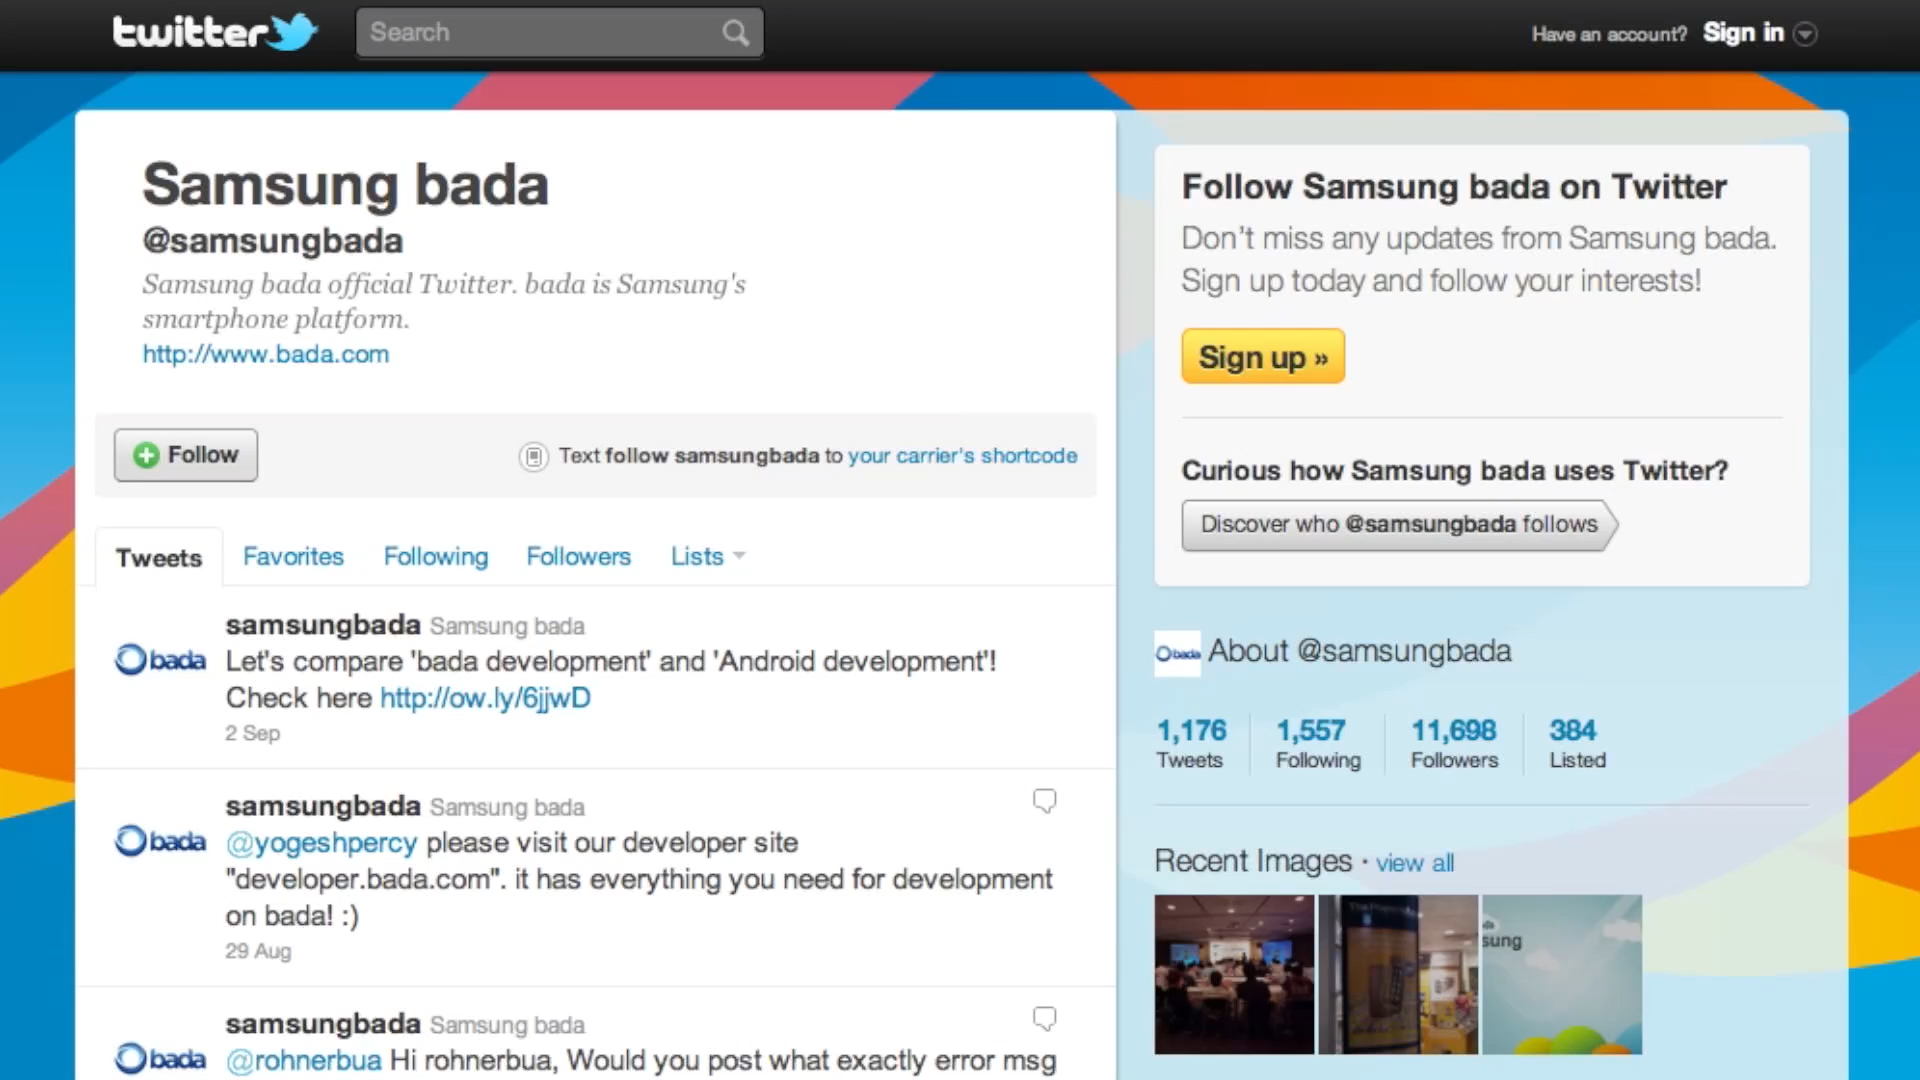 twitter
Search
Have an account? Sign in
Samsung bada
@samsungbada
Samsung bada official Twitter. bada is Samsung's
smartphone platform.
http://www.bada.com
Follow
Text follow samsungbada to your carrier's shortcode
Tweets Favorites Following Followers Lists
bada
samsungbada Samsung bada
Let's compare 'bada development' and 'Android development'!
Check here http://ow.ly/6jjwD
2 Sep
bada
samsungbada Samsung bada
@yogeshpercy please visit our developer site
"developer.bada.com". it has everything you need for development
on bada! :)
29 Aug
bada
samsungbada Samsung bada
@rohnerbua Hi rohnerbua, Would you post what exactly error msg
Follow Samsung bada on Twitter
Don't miss any updates from Samsung bada.
Sign up today and follow your interests!
Sign up »
Curious how Samsung bada uses Twitter?
Discover who @samsungbada follows
bada
About @samsungbada
1,176 1,557 11,698 384
Tweets Following Followers Listed
Recent Images · view all
sung